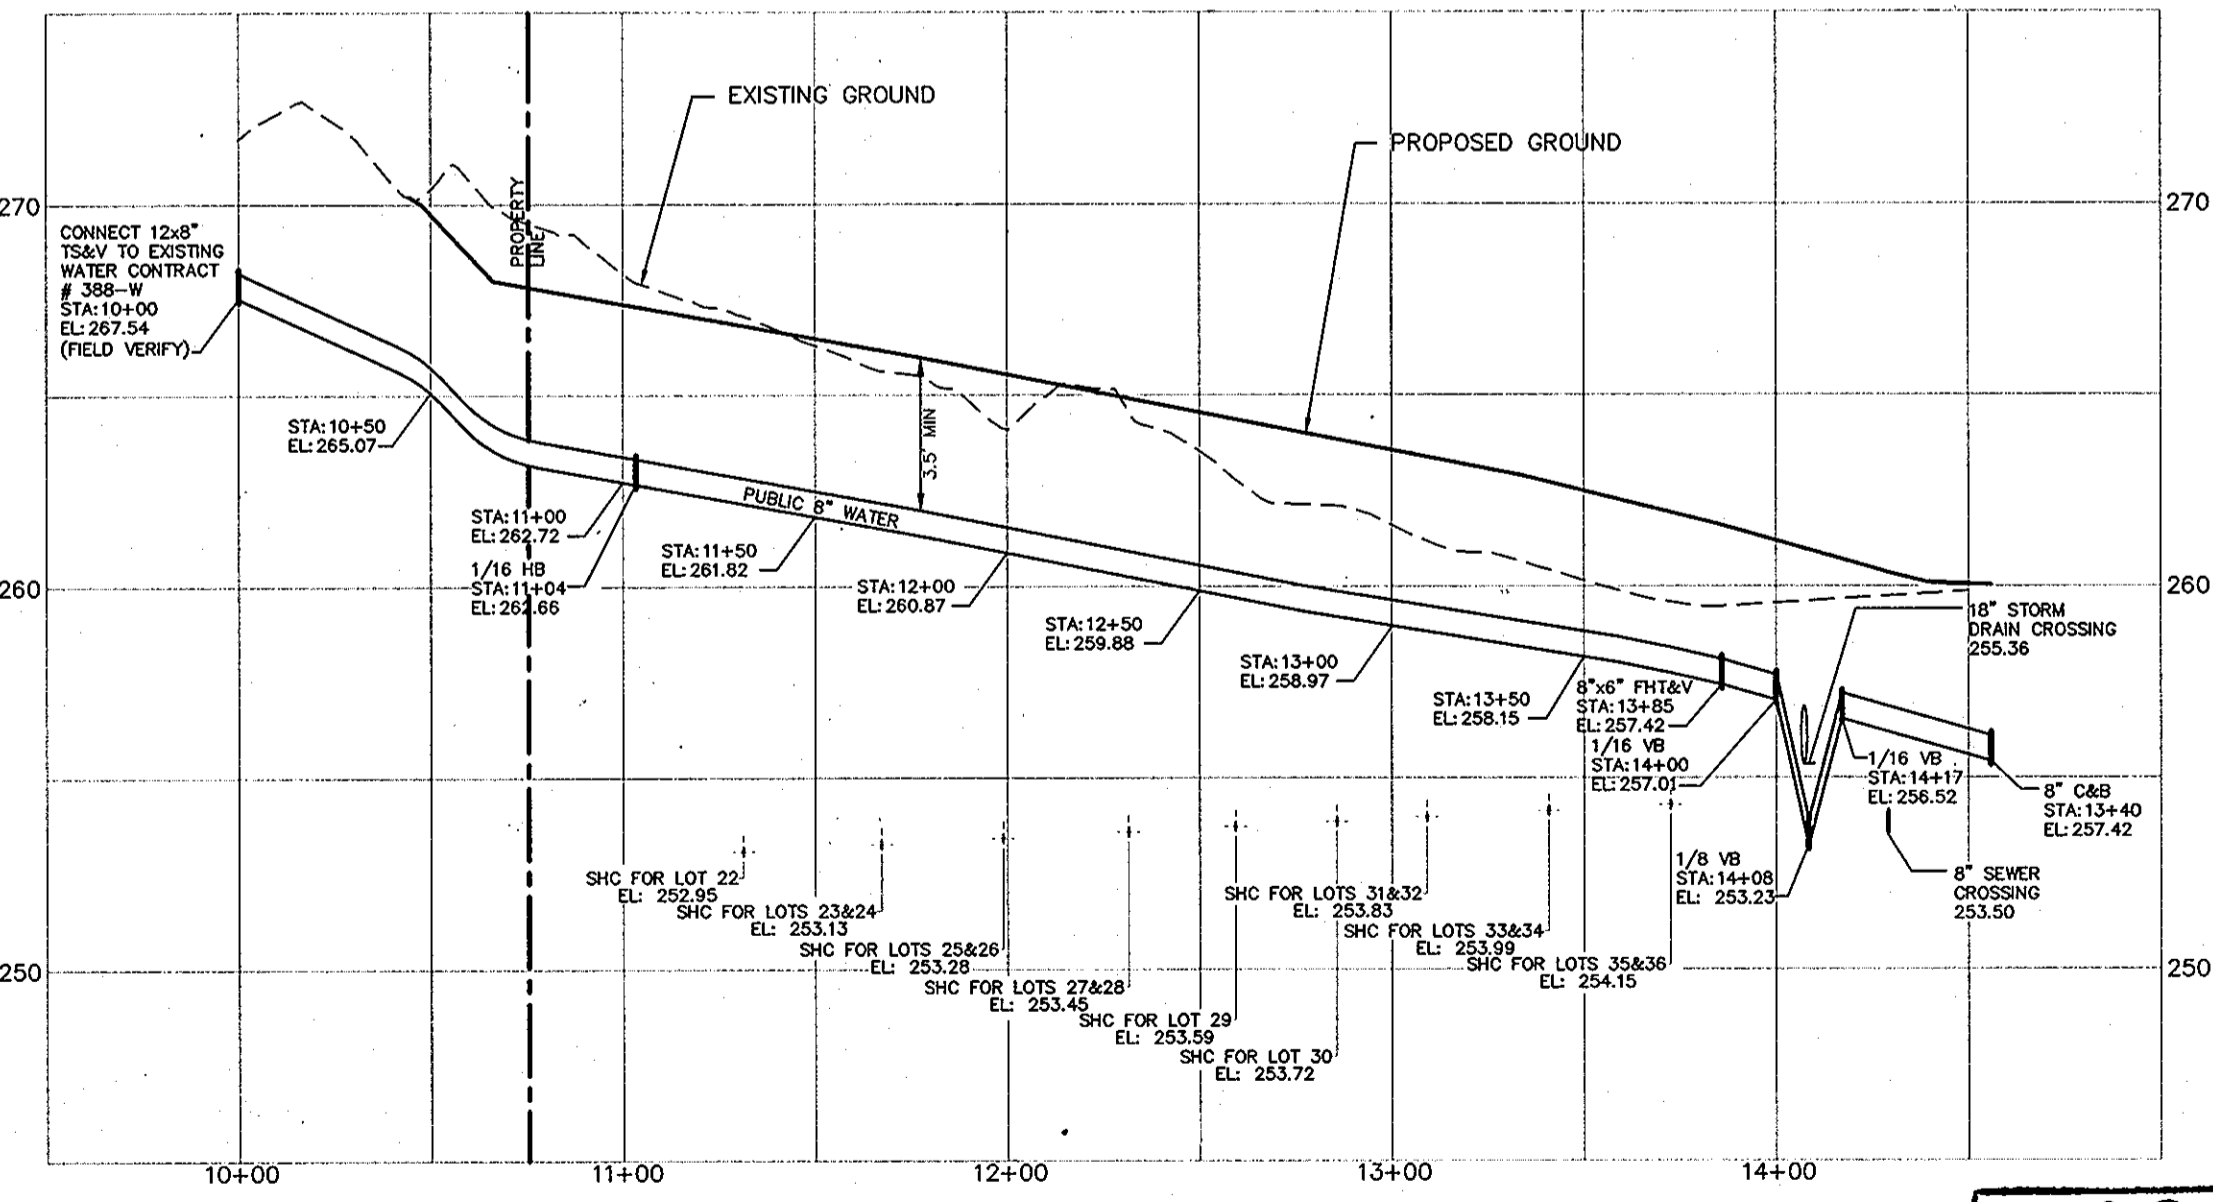 EXISTING GROUND
PROPOSED GROUND
270
270
PROPERTY
LINE
CONNECT 12x8"
TS&V TO EXISTING
WATER CONTRACT
# 388-W
STA:10+00
EL:267.54
(FIELD VERIFY)
STA:10+50
EL:265.07
3.5' MIN
PUBLIC 8" WATER
STA:11+00
EL:262.72
1/16 HB
STA:11+04
EL:262.66
STA:11+50
EL:261.82
STA:12+00
EL:260.87
STA:12+50
EL:259.88
STA:13+00
EL:258.97
STA:13+50
EL:258.15
260
260
18" STORM
DRAIN CROSSING
255.36
8"x6" FHT&V
STA:13+85
EL:257.42
1/16 VB
STA:14+00
EL:257.01
1/16 VB
STA:14+17
EL:256.52
8" C&B
STA:13+40
EL:257.42
1/8 VB
STA:14+08
EL: 253.23
8" SEWER
CROSSING
253.50
SHC FOR LOT 22
EL: 252.95
SHC FOR LOTS 23&24
EL: 253.13
SHC FOR LOTS 25&26
EL: 253.28
SHC FOR LOTS 27&28
EL: 253.45
SHC FOR LOT 29
EL: 253.59
SHC FOR LOT 30
EL: 253.72
SHC FOR LOTS 31&32
EL: 253.83
SHC FOR LOTS 33&34
EL: 253.99
SHC FOR LOTS 35&36
EL: 254.15
250
250
10+00
11+00
12+00
13+00
14+00